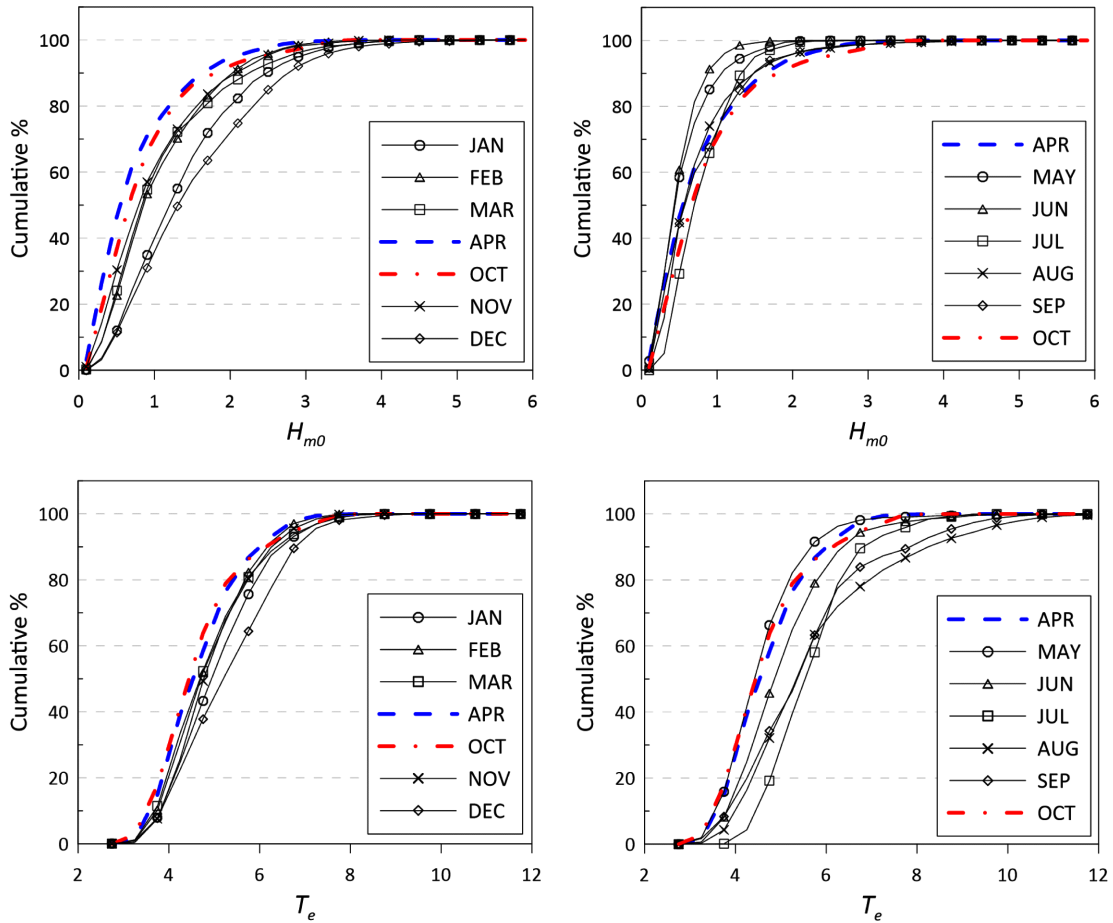 100
80
60
40
20
0
Cumulative %
0 1 2 3 4 5 6
H_m0
JAN
FEB
MAR
APR
OCT
NOV
DEC
100
80
60
40
20
0
Cumulative %
0 1 2 3 4 5 6
H_m0
APR
MAY
JUN
JUL
AUG
SEP
OCT
100
80
60
40
20
0
Cumulative %
2 4 6 8 10 12
T_e
JAN
FEB
MAR
APR
OCT
NOV
DEC
100
80
60
40
20
0
Cumulative %
2 4 6 8 10 12
T_e
APR
MAY
JUN
JUL
AUG
SEP
OCT